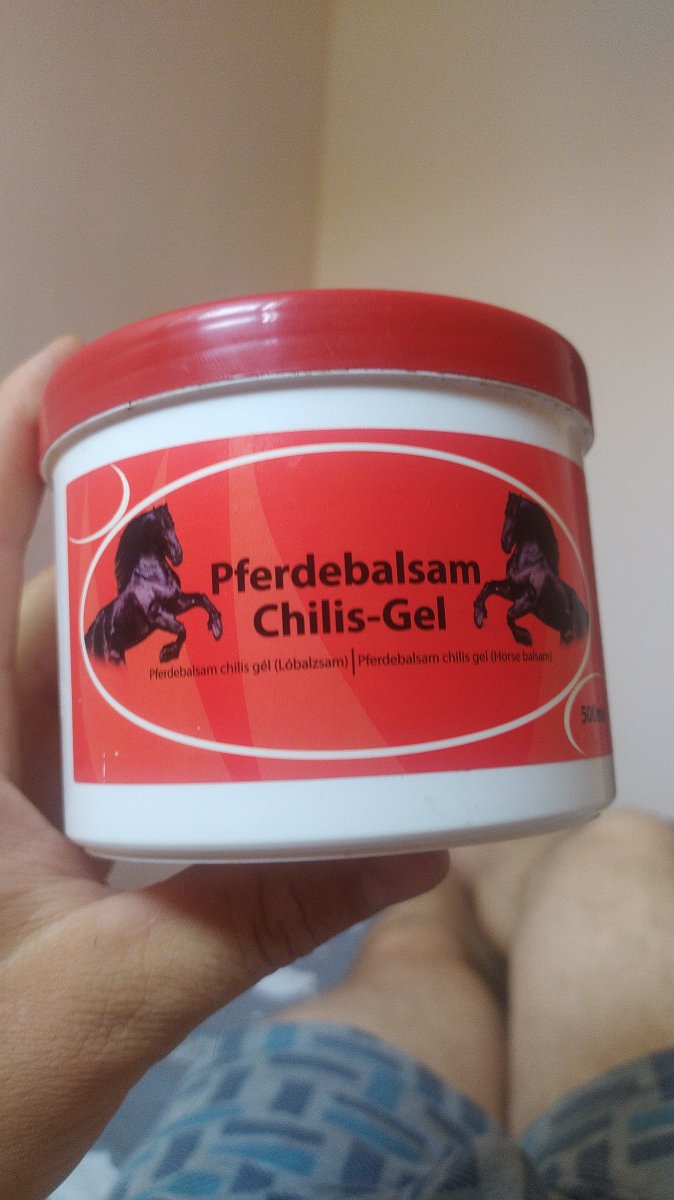 Pferdebalsam
Chilis-Gel
Pferdebalsam chilis gél (Lóbalzsam) | Pferdebalsam chilis gel (Horse balsam)